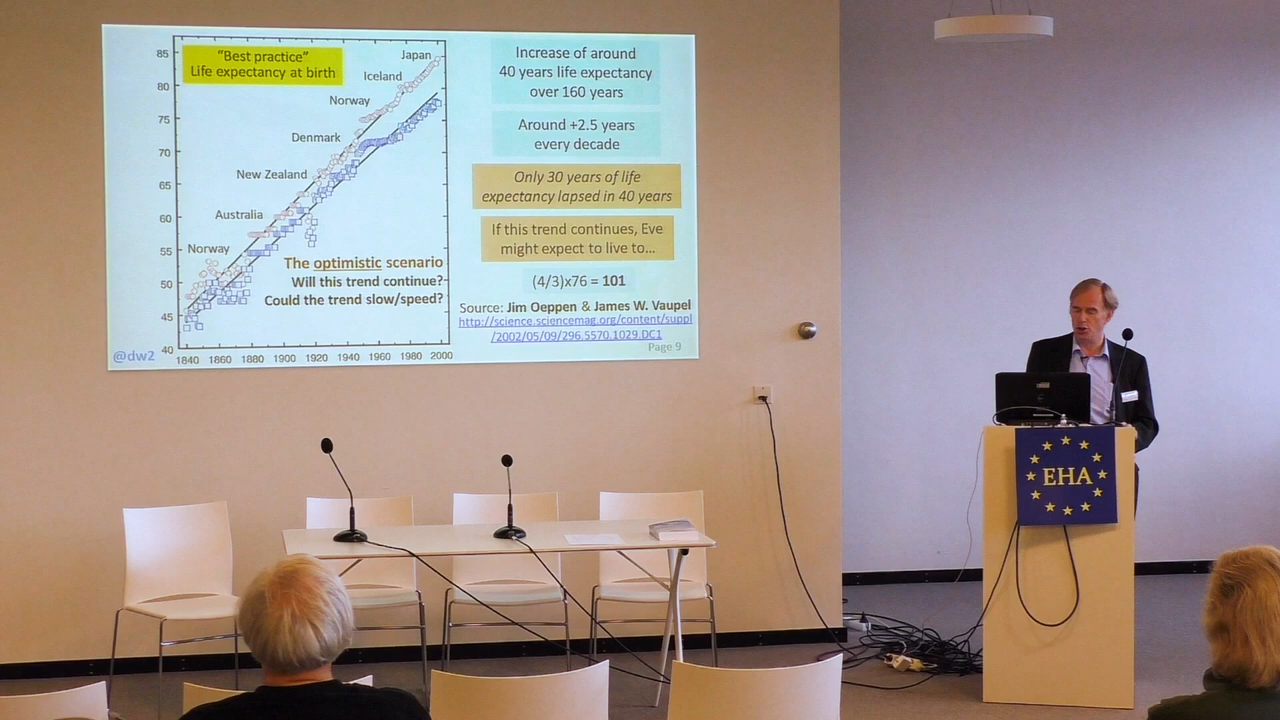 "Best practice"
Life expectancy at birth
Japan
Iceland
Norway
Denmark
New Zealand
Australia
Norway
85
80
75
70
65
60
55
50
45
40
1840 1860 1880 1900 1920 1940 1960 1980 2000
The optimistic scenario
Will this trend continue?
Could the trend slow/speed?
@dw2
Increase of around
40 years life expectancy
over 160 years
Around +2.5 years
every decade
Only 30 years of life
expectancy lapsed in 40 years
If this trend continues, Eve
might expect to live to...
(4/3)x76 = 101
Source: Jim Oeppen & James W. Vaupel
http://science.sciencemag.org/content/suppl
/2002/05/09/296.5570.1029.DC1
Page 9
EHA